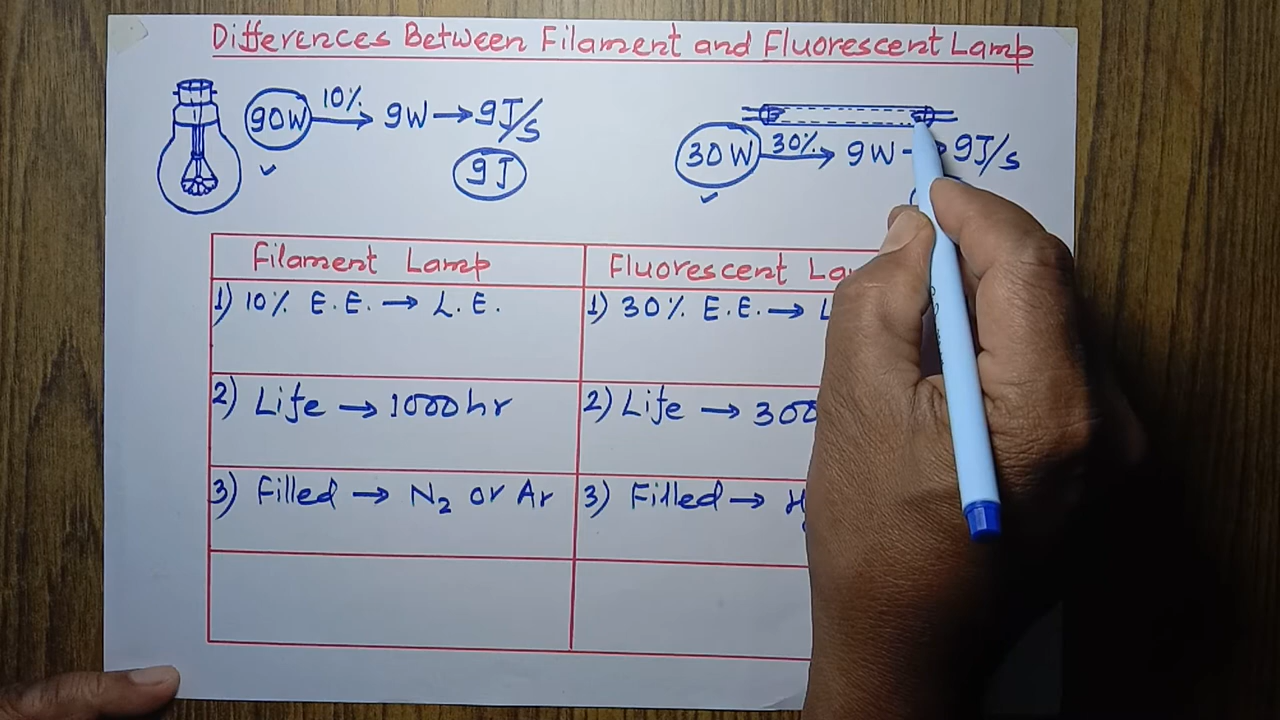 Differences Between Filament and Fluorescent Lamp
90W 10% → 9W → 9J/s
9J
30W 30% → 9W → 9J/s
Filament Lamp
Fluorescent
1) 10% E.E. → L.E.
1) 30% E.E. →
2) Life → 1000hr
2) Life →
3) Filled → N₂ or Ar
3) Filled →